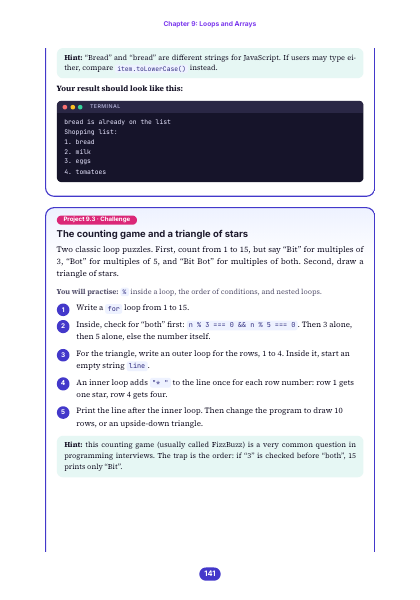 Chapter 9: Loops and Arrays
Hint: “Bread” and “bread” are different strings for JavaScript. If users may type ei-
ther, compare item.toLowerCase() instead.
Your result should look like this:
TERMINAL
bread is already on the list
Shopping list:
1. bread
2. milk
3. eggs
4. tomatoes
Project 9.3 · Challenge
The counting game and a triangle of stars
Two classic loop puzzles. First, count from 1 to 15, but say “Bit” for multiples of
3, “Bot” for multiples of 5, and “Bit Bot” for multiples of both. Second, draw a
triangle of stars.
You will practise: % inside a loop, the order of conditions, and nested loops.
1 Write a for loop from 1 to 15.
2 Inside, check for “both” first: n % 3 === 0 && n % 5 === 0. Then 3 alone,
then 5 alone, else the number itself.
3 For the triangle, write an outer loop for the rows, 1 to 4. Inside it, start an
empty string line.
4 An inner loop adds "* " to the line once for each row number: row 1 gets
one star, row 4 gets four.
5 Print the line after the inner loop. Then change the program to draw 10
rows, or an upside-down triangle.
Hint: this counting game (usually called FizzBuzz) is a very common question in
programming interviews. The trap is the order: if “3” is checked before “both”, 15
prints only “Bit”.
141